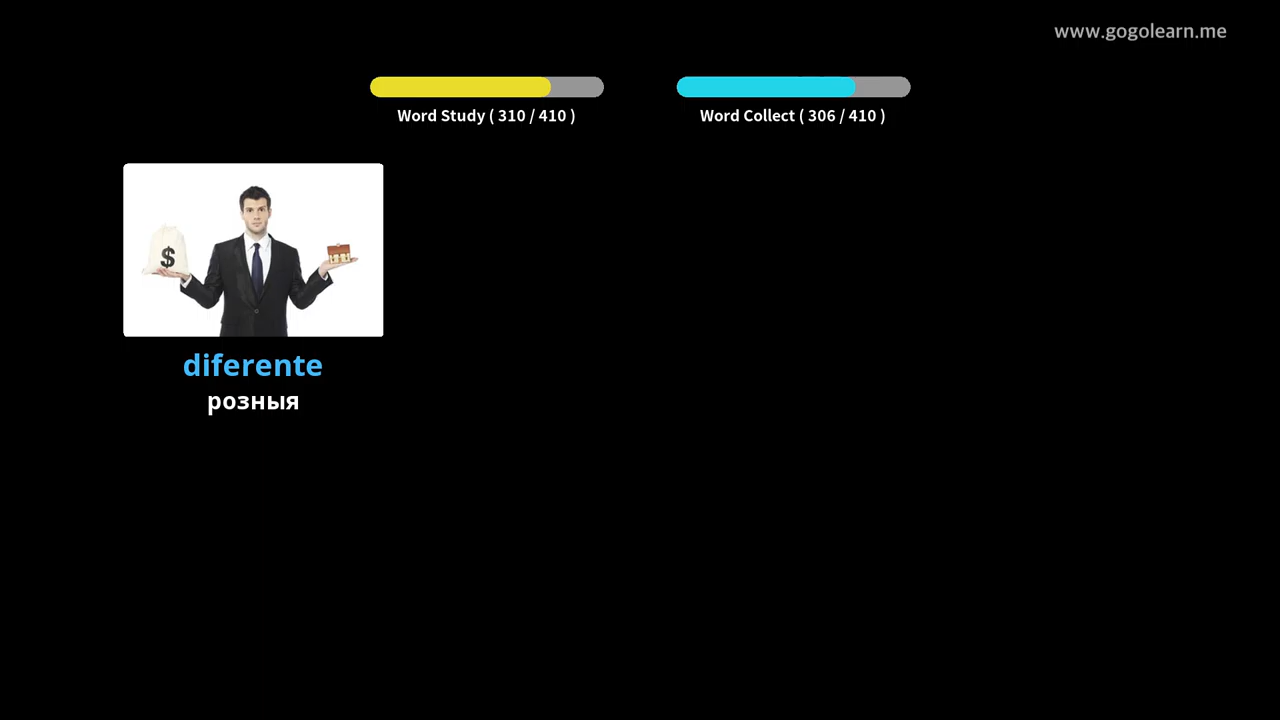 www.gogolearn.me
Word Study ( 310 / 410 )
Word Collect ( 306 / 410 )
$
diferente
розныя